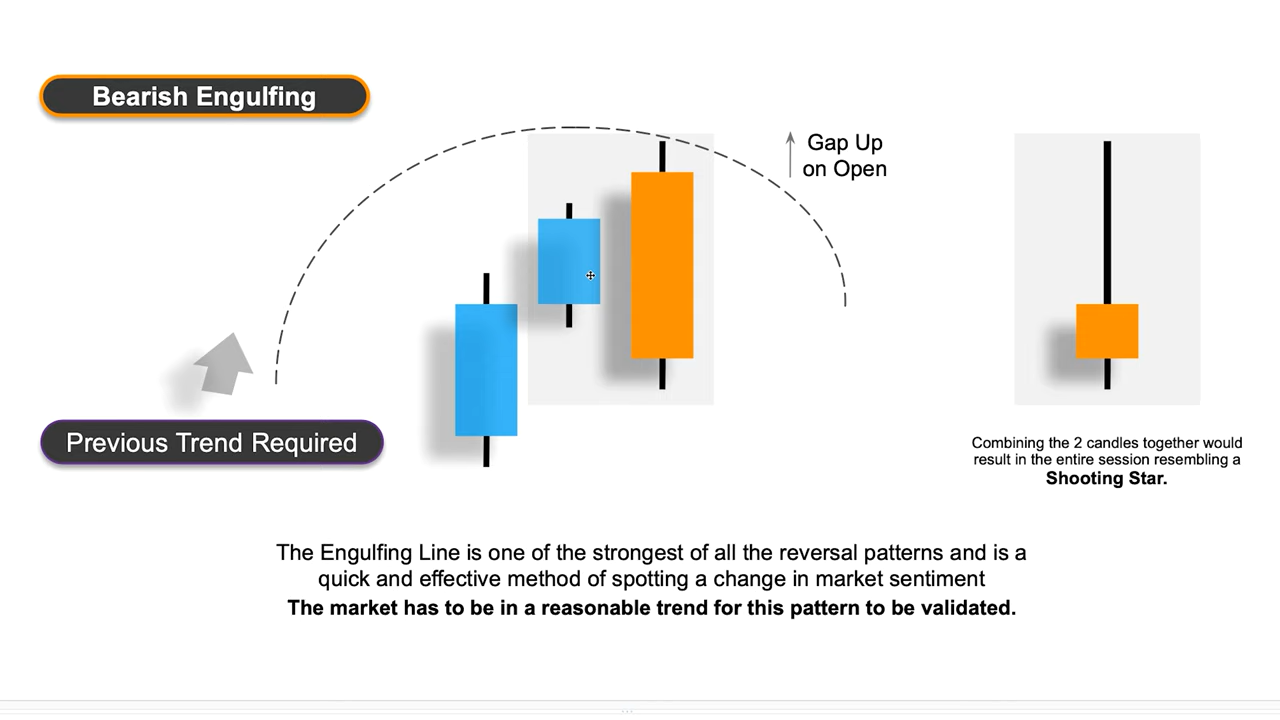 Bearish Engulfing
Gap Up
on Open
Previous Trend Required
Combining the 2 candles together would
result in the entire session resembling a
Shooting Star.
The Engulfing Line is one of the strongest of all the reversal patterns and is a
quick and effective method of spotting a change in market sentiment
The market has to be in a reasonable trend for this pattern to be validated.